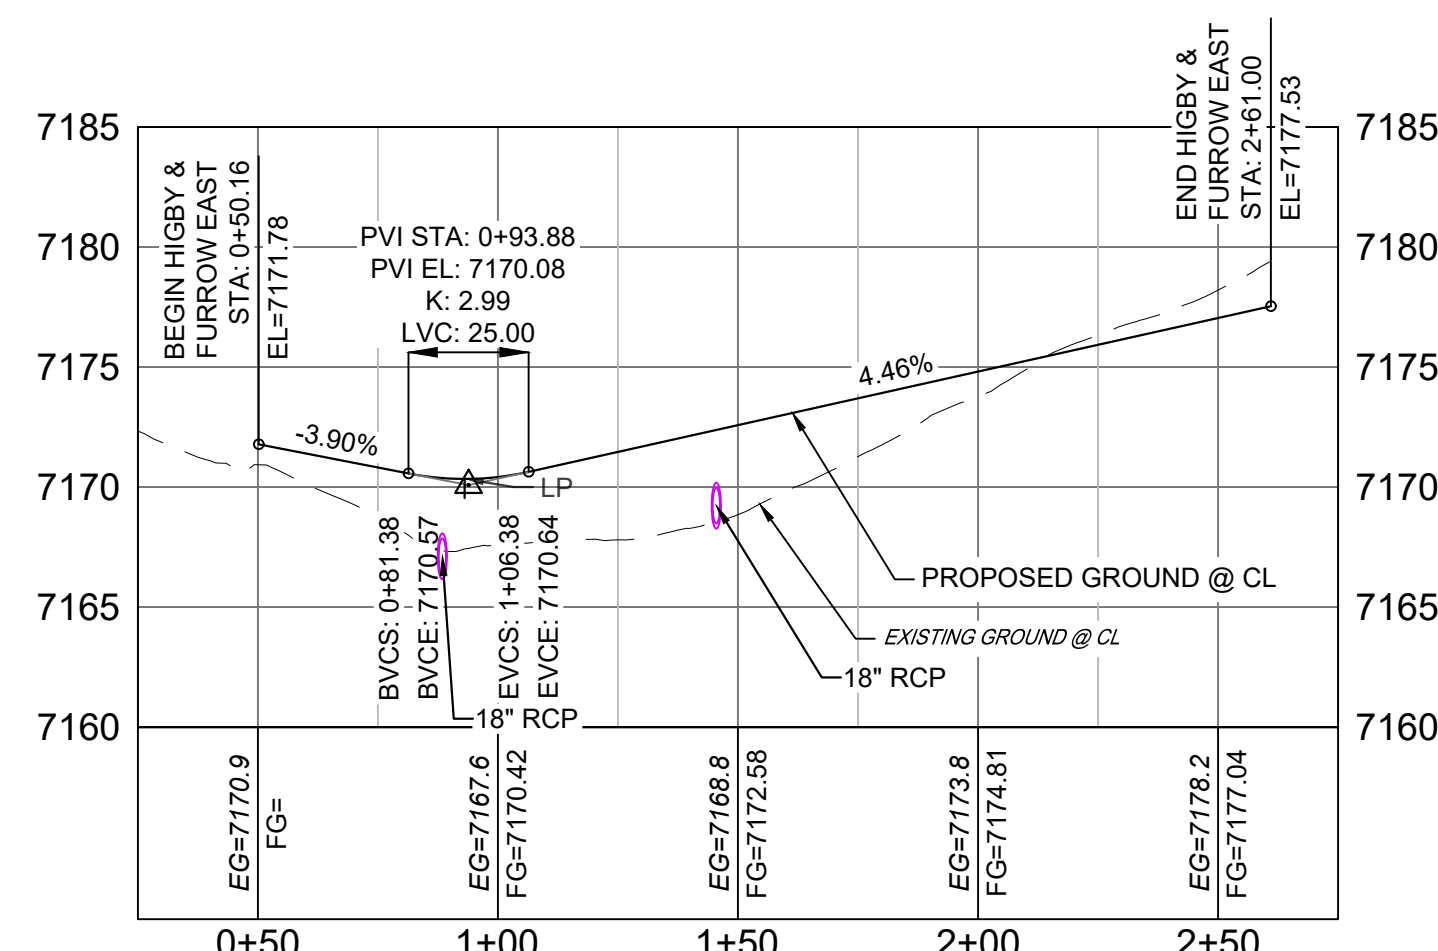 BEGIN HIGBY &
FURROW EAST
STA: 0+50.16
EL=7171.78
END HIGBY &
FURROW EAST
STA: 2+61.00
EL=7177.53
7185
7185
7180
7180
7175
7175
7170
7170
7165
7165
7160
7160
PVI STA: 0+93.88
PVI EL: 7170.08
K: 2.99
LVC: 25.00
-3.90%
4.46%
LP
BVCS: 0+81.38
BVCE: 7170.57
EVCS: 1+06.38
EVCE: 7170.64
PROPOSED GROUND @ CL
EXISTING GROUND @ CL
18" RCP
18" RCP
EG=7170.9
FG=
EG=7167.6
FG=7170.42
EG=7168.8
FG=7172.58
EG=7173.8
FG=7174.81
EG=7178.2
FG=7177.04
0+50
1+00
1+50
2+00
2+50